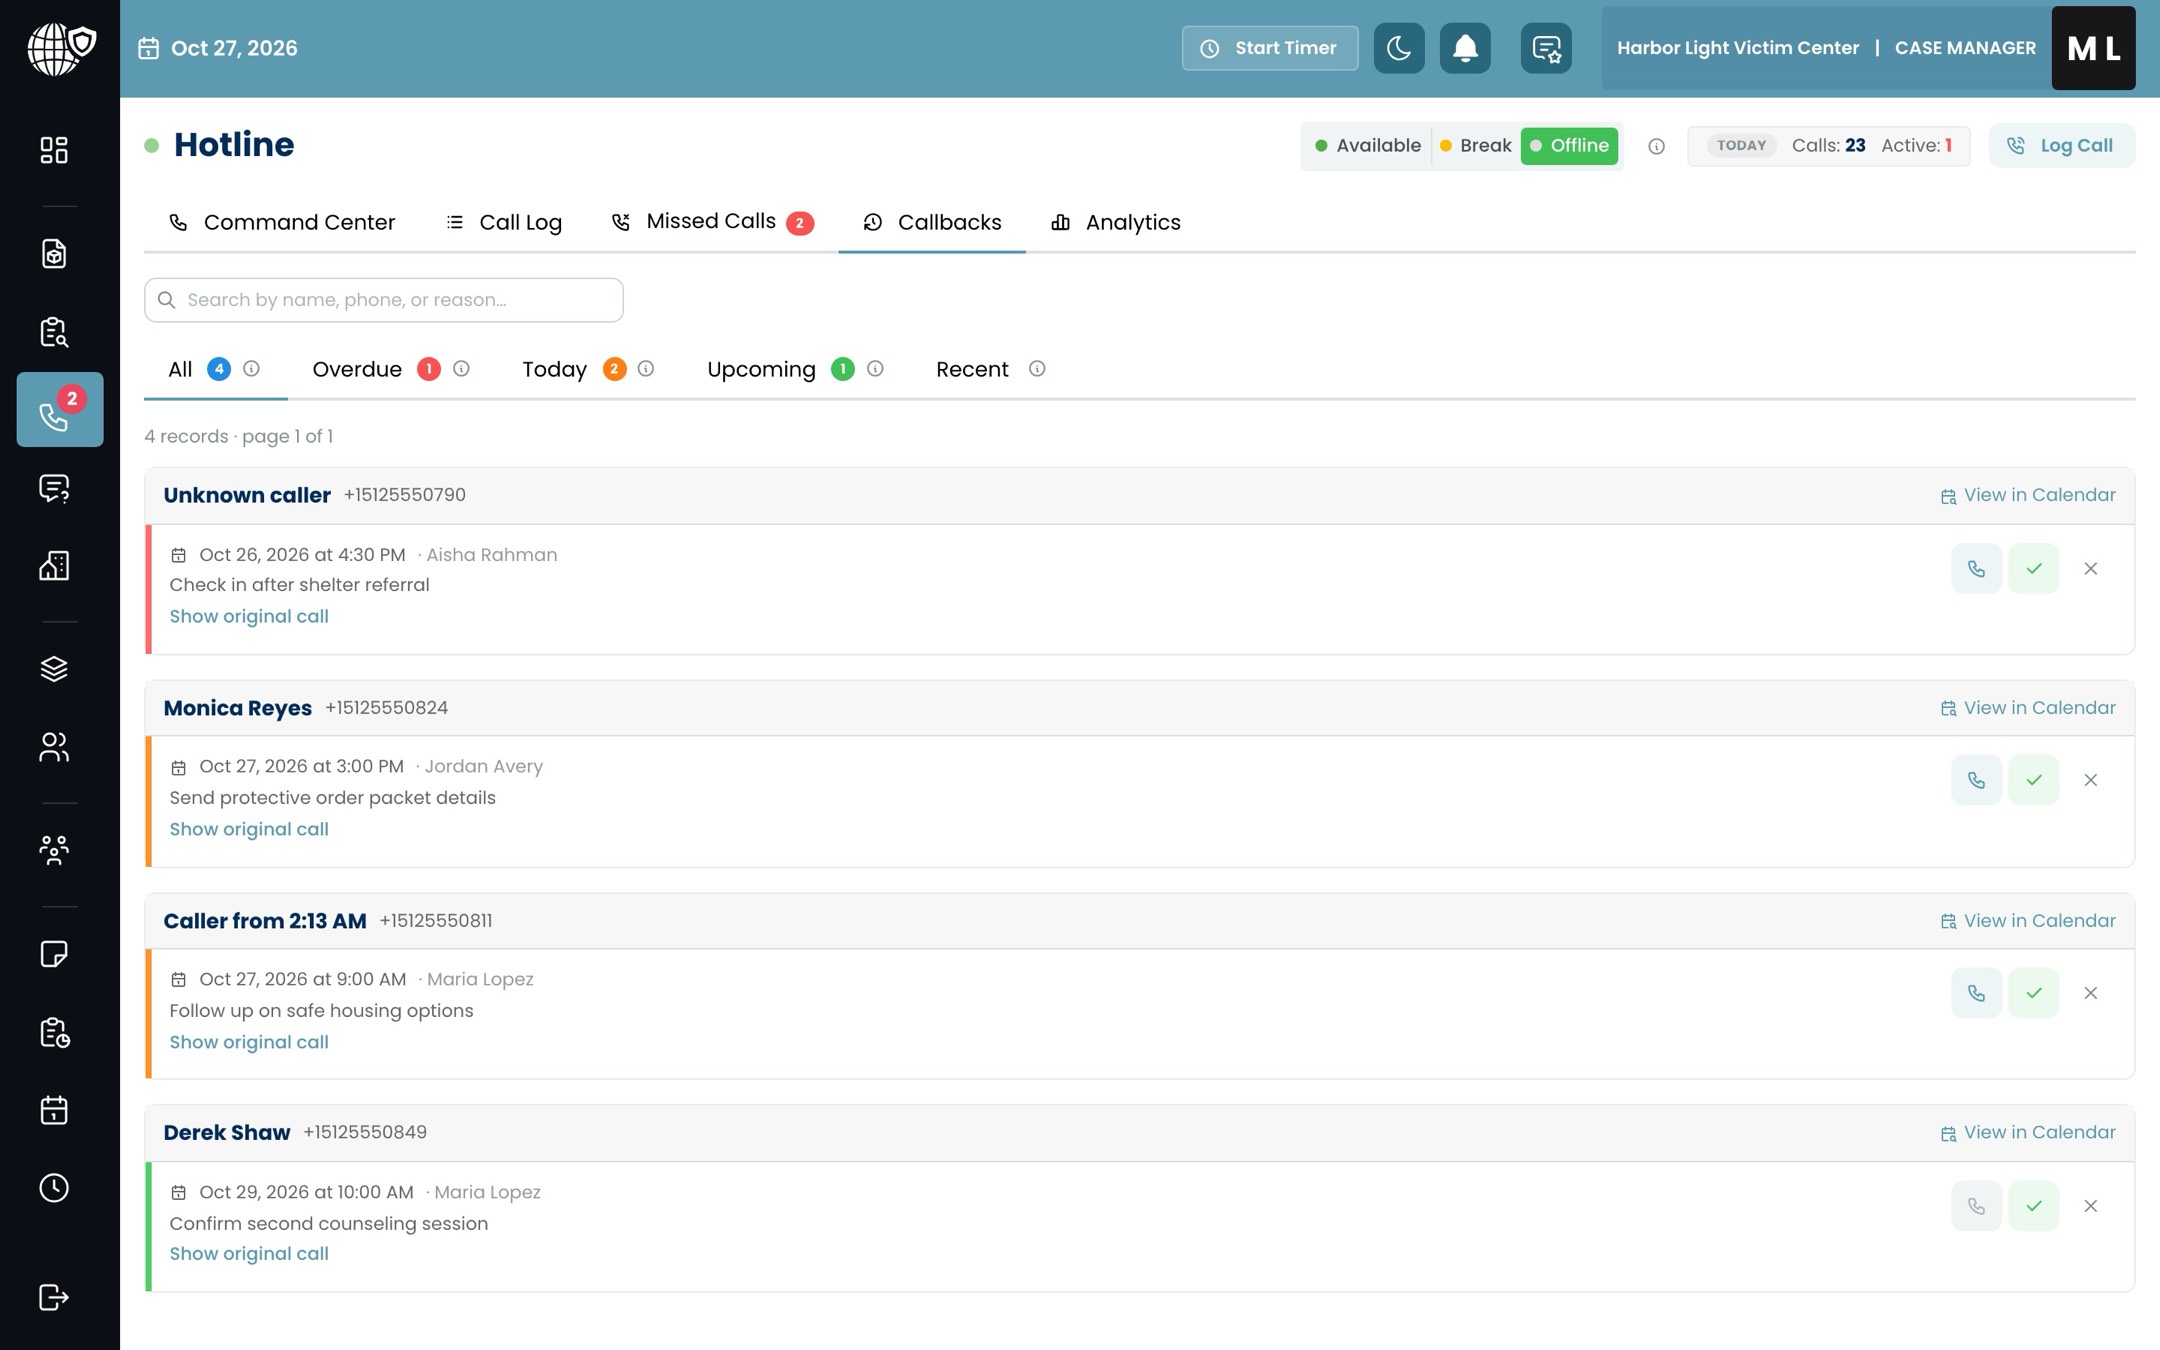 Oct 27, 2026
Start Timer
Harbor Light Victim Center | CASE MANAGER
M L
Hotline
Available
Break
Offline
TODAY Calls: 23 Active: 1
Log Call
Command Center
Call Log
Missed Calls 2
Callbacks
Analytics
2
Search by name, phone, or reason...
All 4
Overdue 1
Today 2
Upcoming 1
Recent
4 records · page 1 of 1
Unknown caller +15125550790
View in Calendar
Oct 26, 2026 at 4:30 PM · Aisha Rahman
Check in after shelter referral
Show original call
Monica Reyes +15125550824
View in Calendar
Oct 27, 2026 at 3:00 PM · Jordan Avery
Send protective order packet details
Show original call
Caller from 2:13 AM +15125550811
View in Calendar
Oct 27, 2026 at 9:00 AM · Maria Lopez
Follow up on safe housing options
Show original call
Derek Shaw +15125550849
View in Calendar
Oct 29, 2026 at 10:00 AM · Maria Lopez
Confirm second counseling session
Show original call